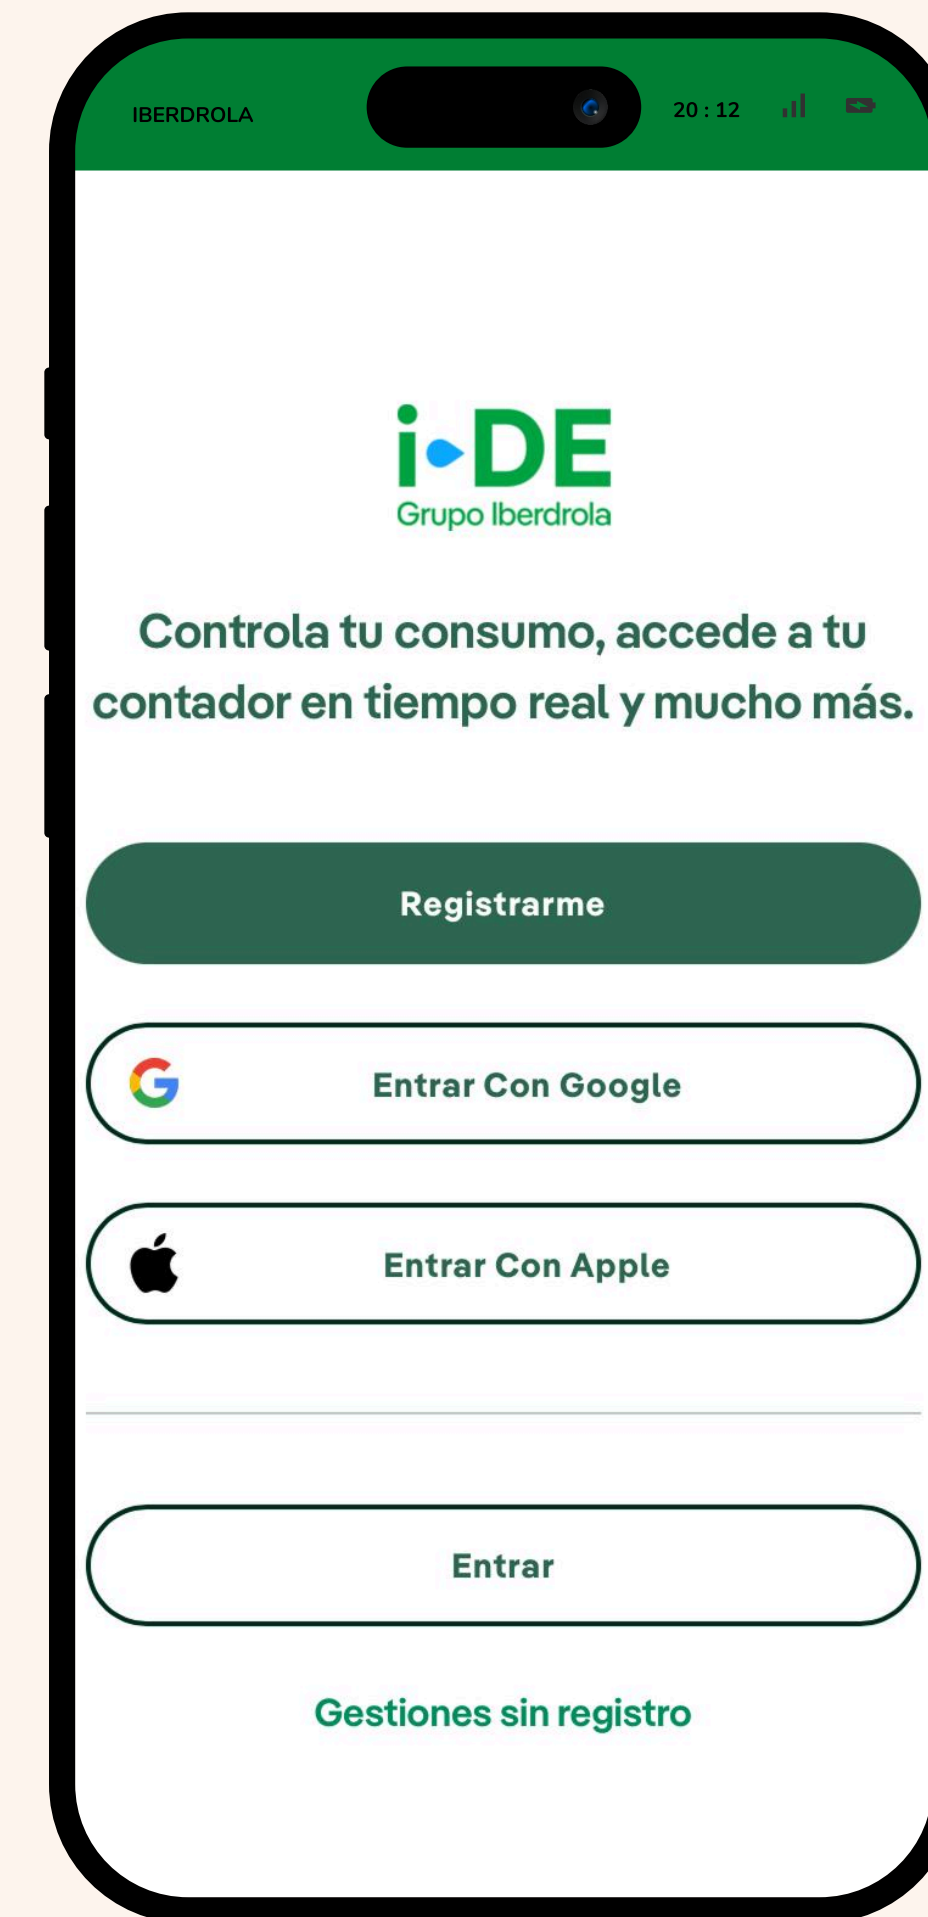 IBERDROLA
20 : 12
i DE
Grupo Iberdrola
Controla tu consumo, accede a tu
contador en tiempo real y mucho más.
Registrarme
Entrar Con Google
Entrar Con Apple
Entrar
Gestiones sin registro